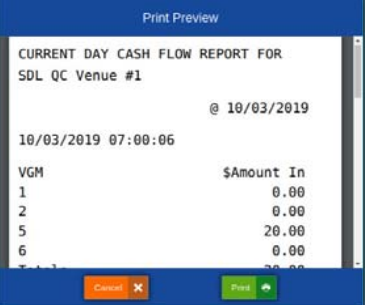 Print Preview
CURRENT DAY CASH FLOW REPORT FOR
SDL QC Venue #1
@ 10/03/2019
10/03/2019 07:00:06
VGM $Amount In
1 0.00
2 0.00
5 20.00
6 0.00
Cancel Print